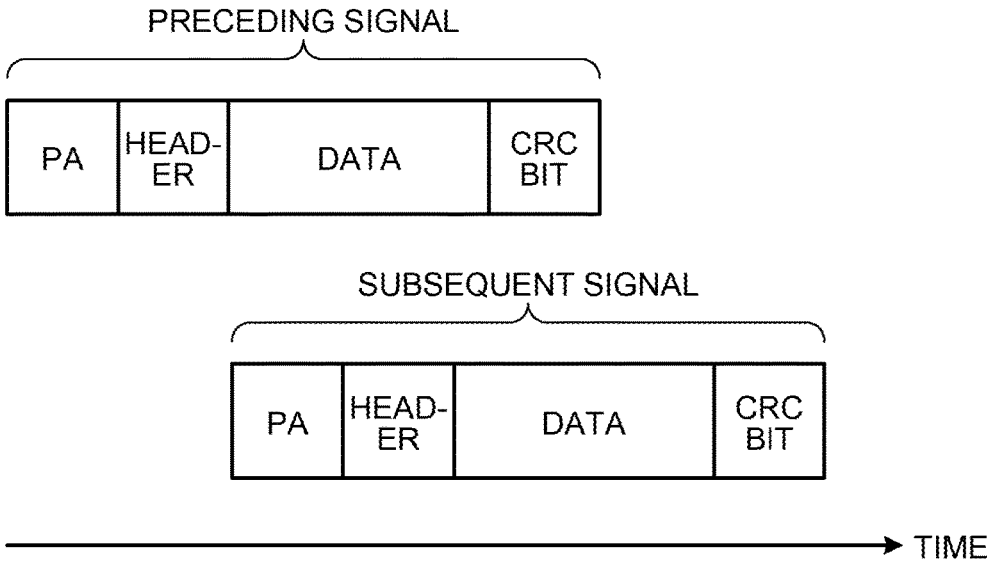 PRECEDING SIGNAL
PA
HEAD-
ER
DATA
CRC
BIT
SUBSEQUENT SIGNAL
PA
HEAD-
ER
DATA
CRC
BIT
TIME